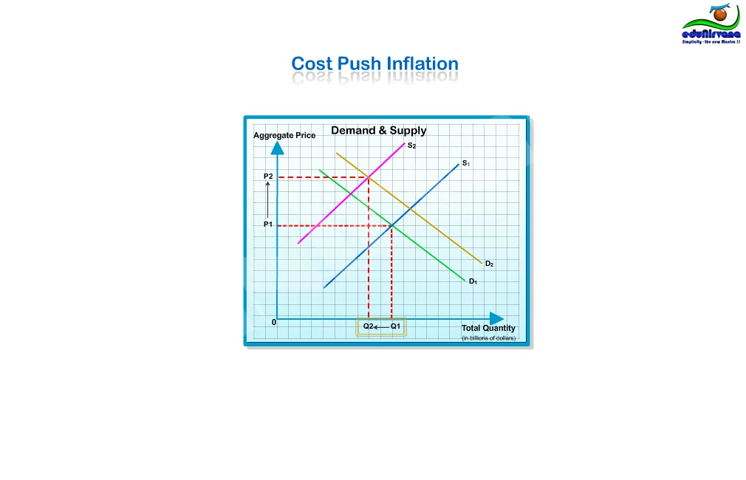 eduNirvana
Simplicity -the new Mantra !!
Cost Push Inflation
Demand & Supply
Aggregate Price
S2
S1
P2
P1
D2
D1
0
Q2 Q1
Total Quantity
(in billions of dollars)